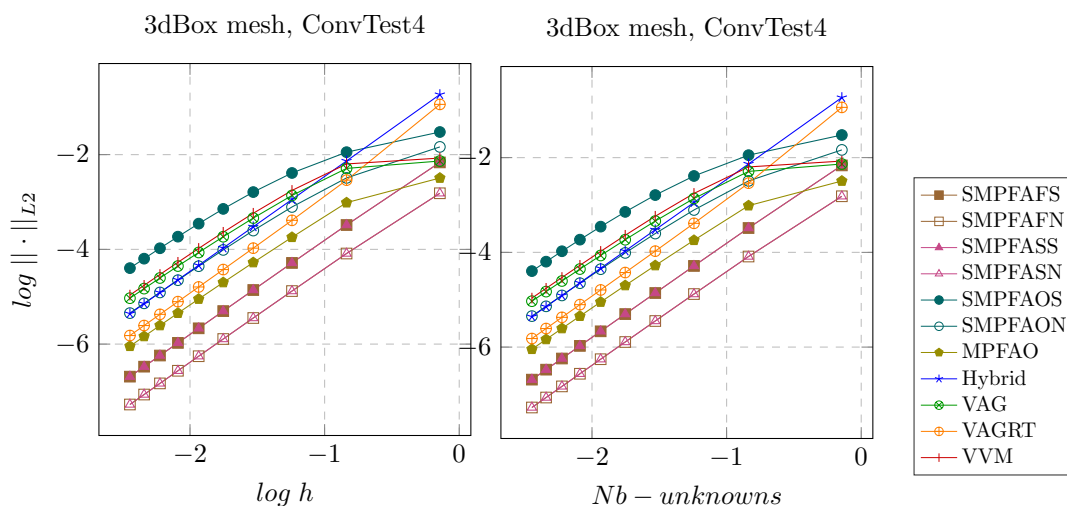 3dBox mesh, ConvTest4
−2
−4
−6
−2
−1
0
log h
log || · ||L2
3dBox mesh, ConvTest4
−2
−4
−6
−2
−1
0
Nb − unknowns
SMPFAFS
SMPFAFN
SMPFASS
SMPFASN
SMPFAOS
SMPFAON
MPFAO
Hybrid
VAG
VAGRT
VVM